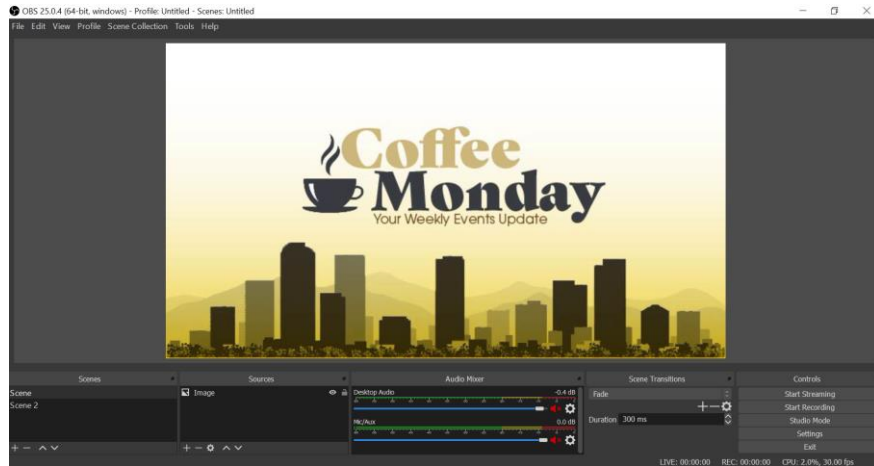 OBS 25.0.4 (64-bit, windows) - Profile: Untitled - Scenes: Untitled
File Edit View Profile Scene Collection Tools Help
Coffee
Monday
Your Weekly Events Update
Scenes Sources Audio Mixer Scene Transitions Controls
Scene Image Desktop Audio -0.4 dB Fade Start Streaming
Scene 2 Start Recording
Mic/Aux 0.0 dB Duration 300 ms Studio Mode
Settings
Exit
LIVE: 00:00:00 REC: 00:00:00 CPU: 2.0%, 30.00 fps